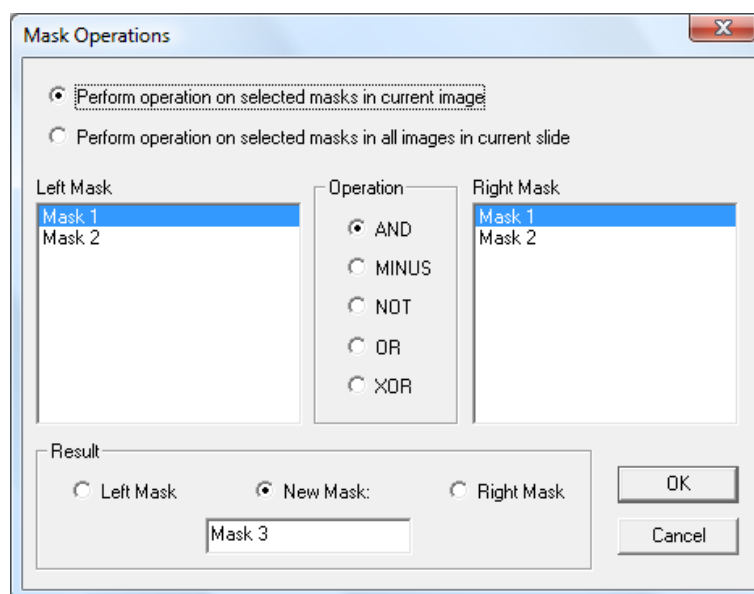 Mask Operations
X
Perform operation on selected masks in current image
Perform operation on selected masks in all images in current slide
Left Mask
Mask 1
Mask 2
Operation
AND
MINUS
NOT
OR
XOR
Right Mask
Mask 1
Mask 2
Result
Left Mask
New Mask:
Right Mask
Mask 3
OK
Cancel